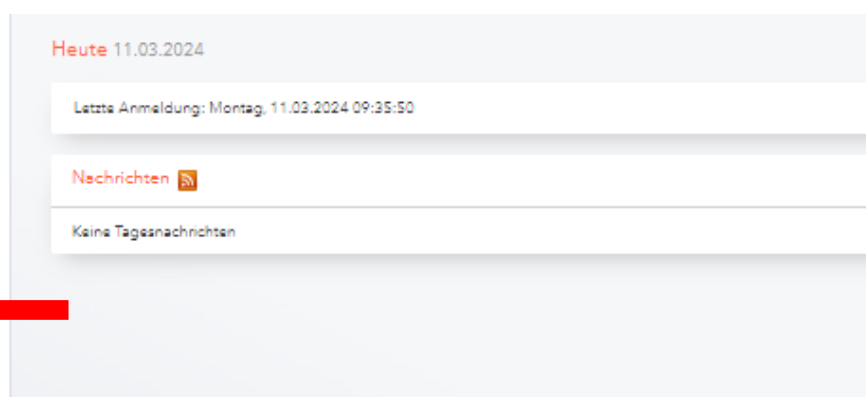 Heute 11.03.2024
Letzte Anmeldung: Montag, 11.03.2024 09:35:50
Nachrichten
Keine Tagesnachrichten